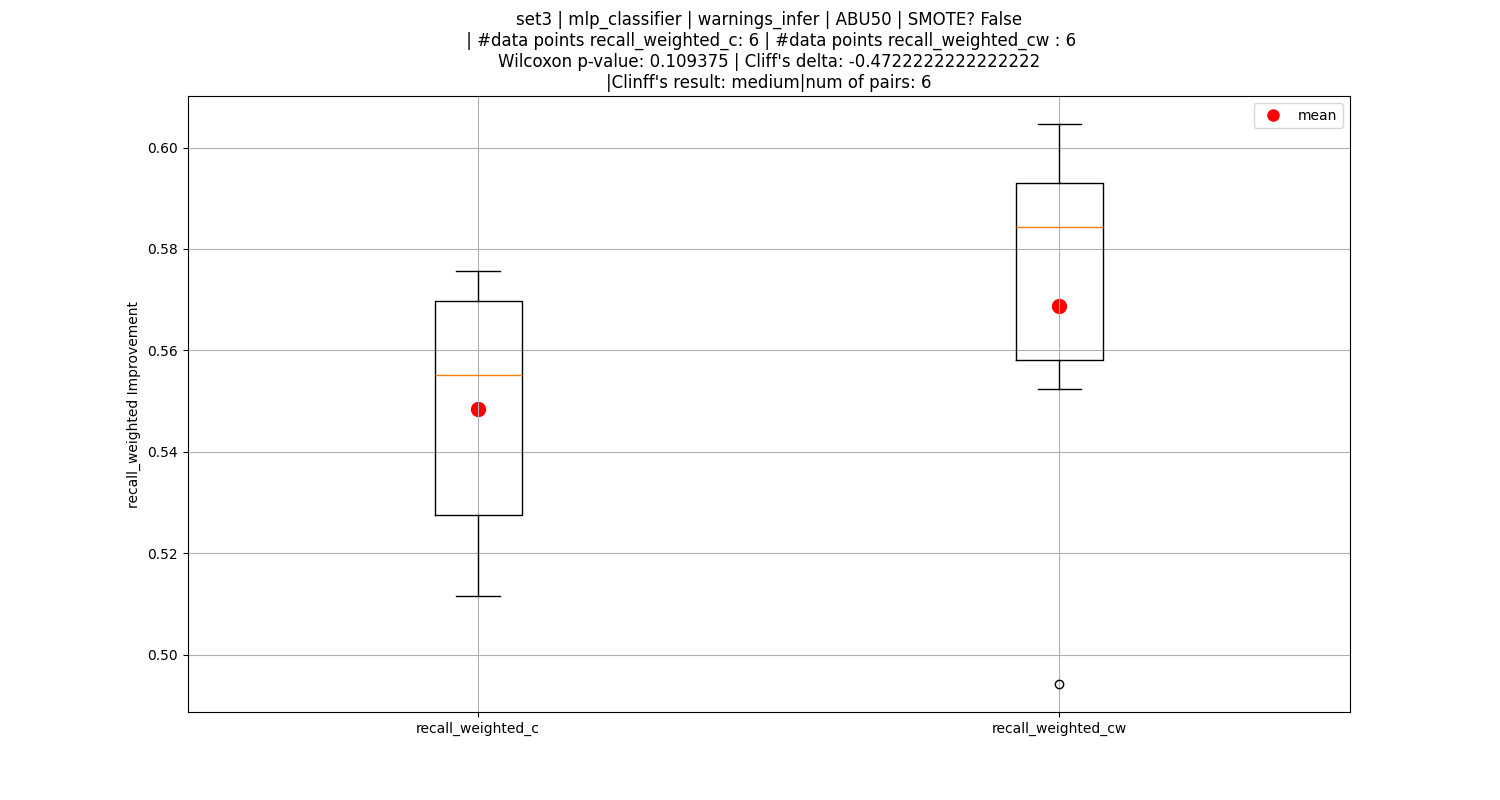 set3 | mlp_classifier | warnings_infer | ABU50 | SMOTE? False
| #data points recall_weighted_c: 6 | #data points recall_weighted_cw : 6
Wilcoxon p-value: 0.109375 | Cliff's delta: -0.4722222222222222
|Clinff's result: medium|num of pairs: 6
mean
0.60
0.58
0.56
0.54
0.52
0.50
recall_weighted Improvement
recall_weighted_c
recall_weighted_cw